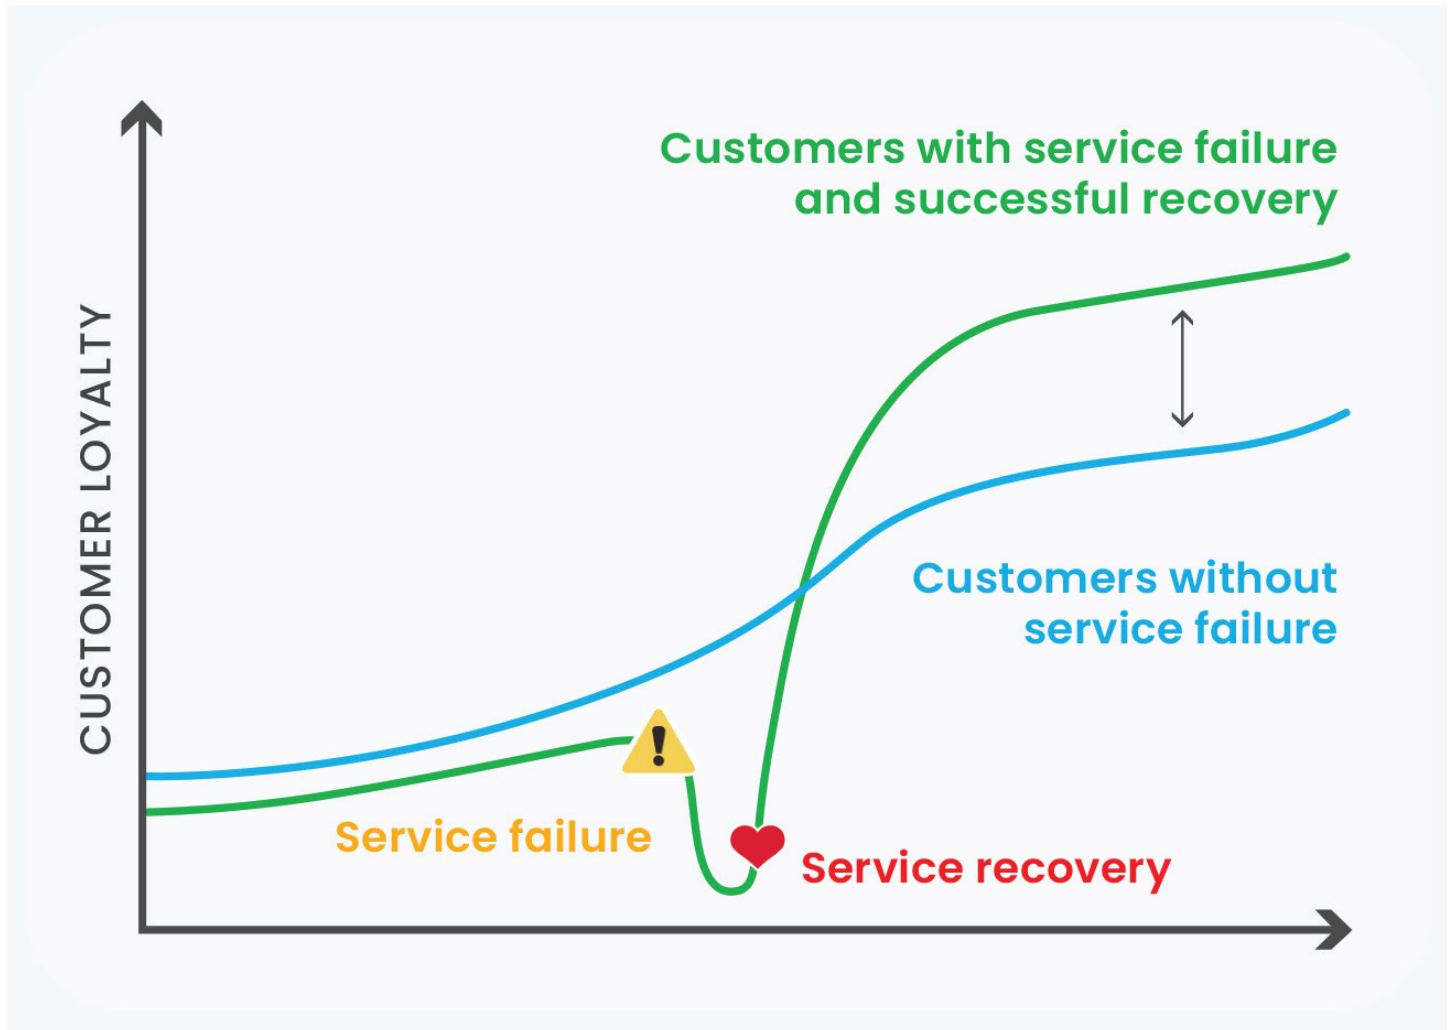 Customers with service failure
and successful recovery
CUSTOMER LOYALTY
Customers without
service failure
Service failure
Service recovery